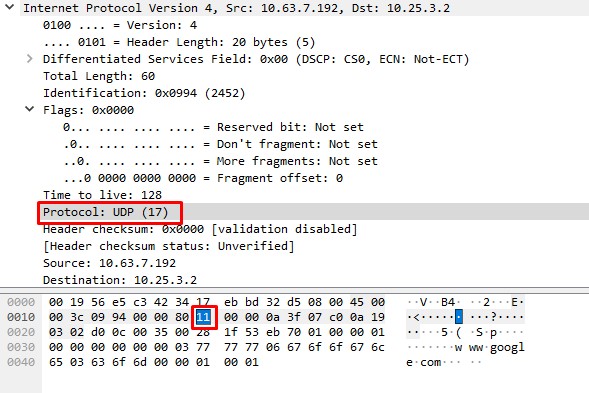 Internet Protocol Version 4, Src: 10.63.7.192, Dst: 10.25.3.2
0100 .... = Version: 4
.... 0101 = Header Length: 20 bytes (5)
Differentiated Services Field: 0x00 (DSCP: CS0, ECN: Not-ECT)
Total Length: 60
Identification: 0x0994 (2452)
Flags: 0x0000
0... .... .... .... = Reserved bit: Not set
.0.. .... .... .... = Don't fragment: Not set
..0. .... .... .... = More fragments: Not set
...0 0000 0000 0000 = Fragment offset: 0
Time to live: 128
Protocol: UDP (17)
Header checksum: 0x0000 [validation disabled]
[Header checksum status: Unverified]
Source: 10.63.7.192
Destination: 10.25.3.2
0000 00 19 56 e5 c3 42 34 17 eb bd 32 d5 08 00 45 00 ··V··B4· ··2···E·
0010 00 3c 09 94 00 00 80 11 00 00 0a 3f 07 c0 0a 19 ·<······ ···?····
0020 03 02 d0 0c 00 35 00 28 1f 53 eb 70 01 00 00 01 ·····5·( ·S·p····
0030 00 00 00 00 00 00 03 77 77 77 06 67 6f 6f 67 6c ·······w ww·googl
0040 65 03 63 6f 6d 00 00 01 00 01 e·com··· ··